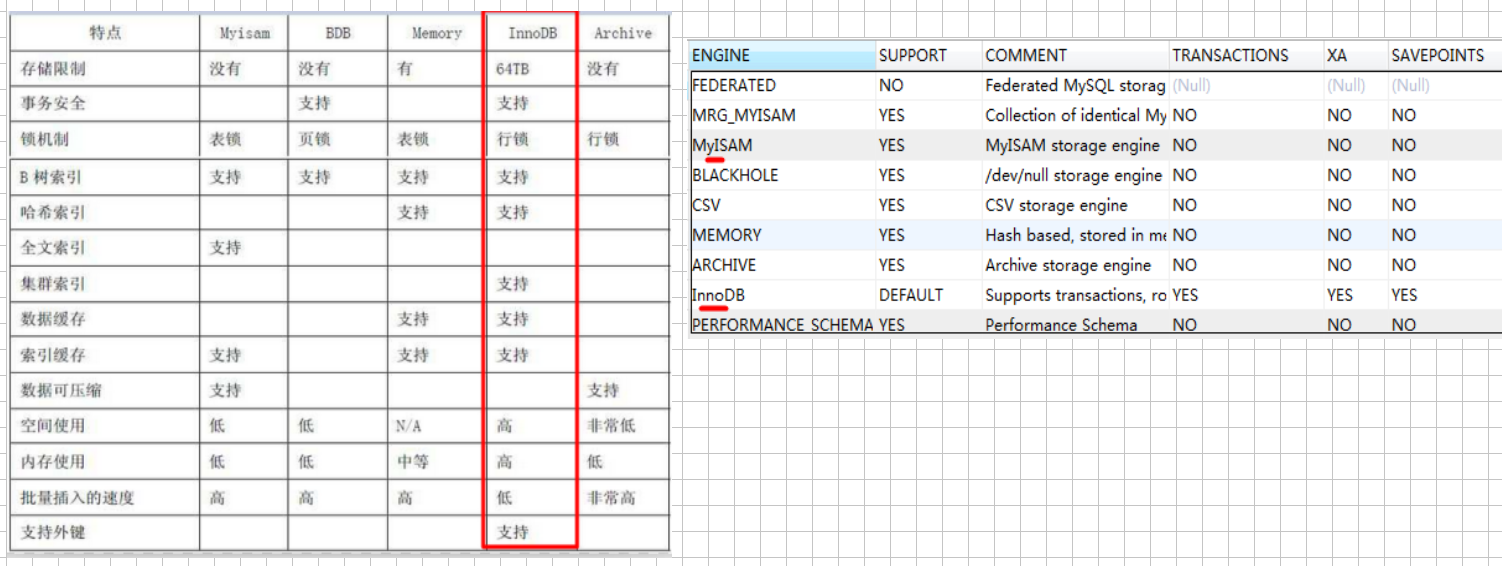 特点 Myisam BDB Memory InnoDB Archive
存储限制 没有 没有 有 64TB 没有
事务安全 支持 支持
锁机制 表锁 页锁 表锁 行锁 行锁
B 树索引 支持 支持 支持 支持
哈希索引 支持 支持
全文索引 支持
集群索引 支持
数据缓存 支持 支持
索引缓存 支持 支持 支持
数据可压缩 支持 支持
空间使用 低 低 N/A 高 非常低
内存使用 低 低 中等 高 低
批量插入的速度 高 高 高 低 非常高
支持外键 支持
ENGINE SUPPORT COMMENT TRANSACTIONS XA SAVEPOINTS
FEDERATED NO Federated MySQL storag (Null) (Null) (Null)
MRG_MYISAM YES Collection of identical My NO NO NO
MyISAM YES MyISAM storage engine NO NO NO
BLACKHOLE YES /dev/null storage engine NO NO NO
CSV YES CSV storage engine NO NO NO
MEMORY YES Hash based, stored in me NO NO NO
ARCHIVE YES Archive storage engine NO NO NO
InnoDB DEFAULT Supports transactions, ro YES YES YES
PERFORMANCE_SCHEMA YES Performance Schema NO NO NO